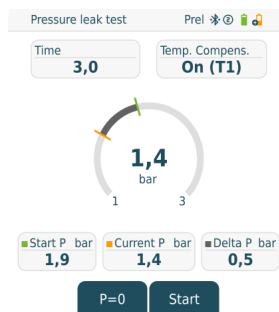 Pressure leak test Prel
Time
3,0
Temp. Compens.
On (T1)
1,4
bar
1 3
Start P bar
1,9
Current P bar
1,4
Delta P bar
0,5
P=0 Start